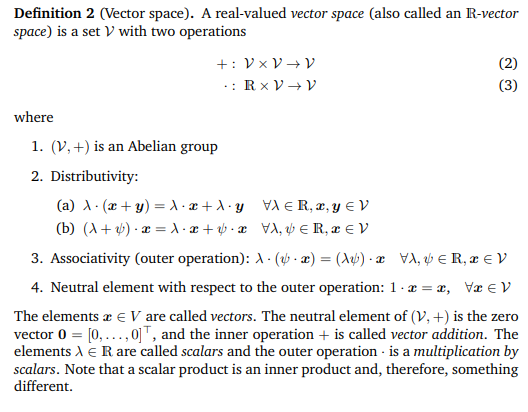 Definition 2 (Vector space). A real-valued vector space (also called an ℝ-vector
space) is a set 𝒱 with two operations
+ : 𝒱 × 𝒱 → 𝒱 (2)
· : ℝ × 𝒱 → 𝒱 (3)
where
1. (𝒱, +) is an Abelian group
2. Distributivity:
(a) λ · (x + y) = λ · x + λ · y ∀λ ∈ ℝ, x, y ∈ 𝒱
(b) (λ + ψ) · x = λ · x + ψ · x ∀λ, ψ ∈ ℝ, x ∈ 𝒱
3. Associativity (outer operation): λ · (ψ · x) = (λψ) · x ∀λ, ψ ∈ ℝ, x ∈ 𝒱
4. Neutral element with respect to the outer operation: 1 · x = x, ∀x ∈ 𝒱
The elements x ∈ V are called vectors. The neutral element of (𝒱, +) is the zero
vector 0 = [0, . . . , 0]⊤, and the inner operation + is called vector addition. The
elements λ ∈ ℝ are called scalars and the outer operation · is a multiplication by
scalars. Note that a scalar product is an inner product and, therefore, something
different.